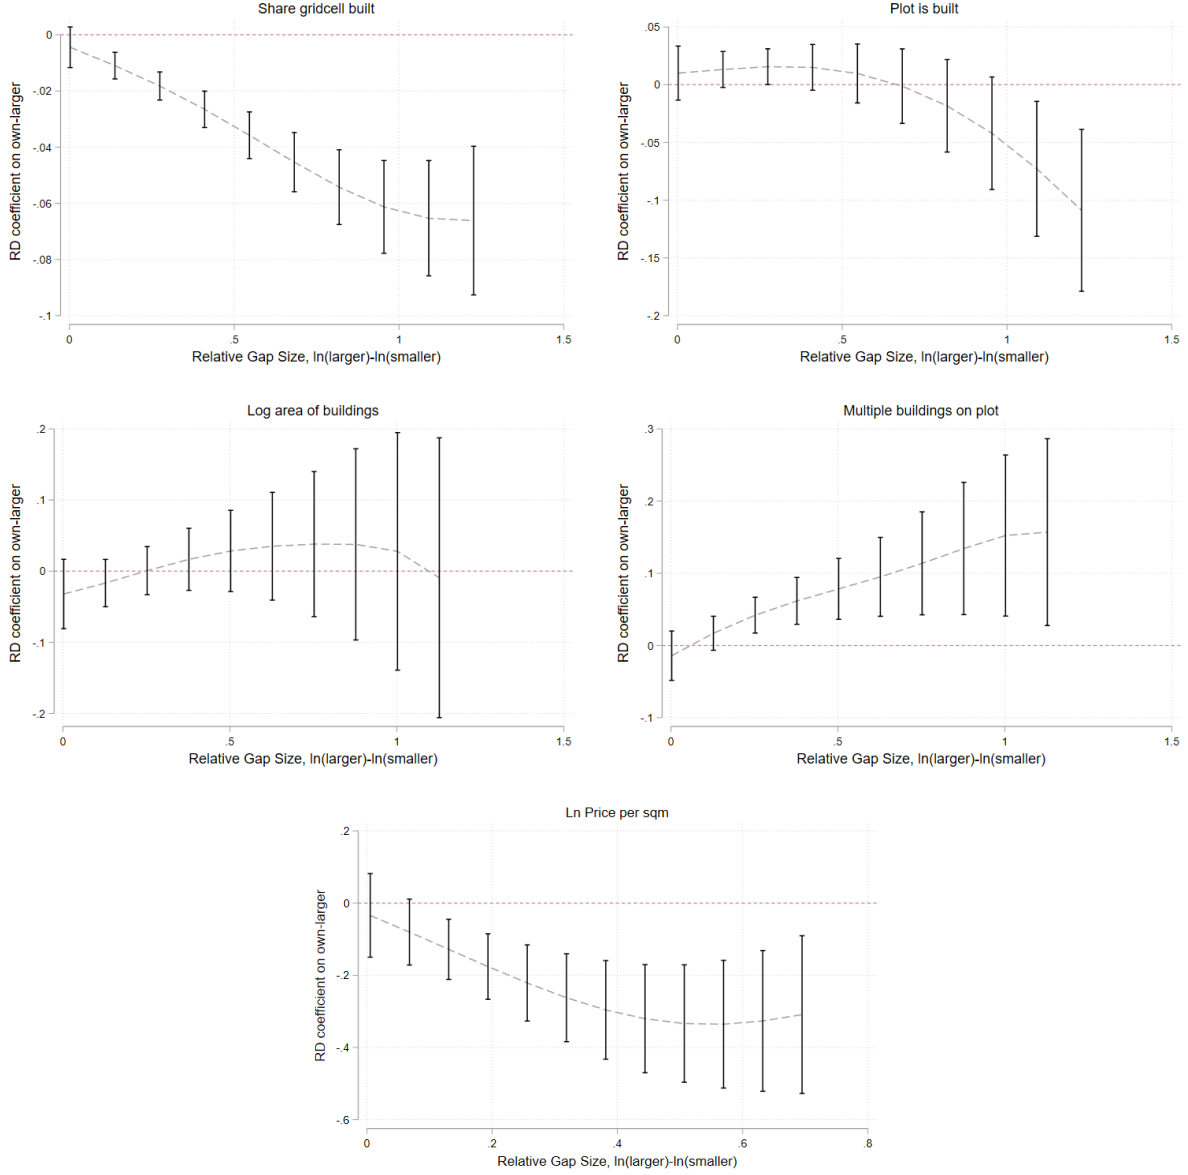 Share gridcell built
RD coefficient on own-larger
0
-.02
-.04
-.06
-.08
-.1
0 .5 1 1.5
Relative Gap Size, ln(larger)-ln(smaller)
Plot is built
RD coefficient on own-larger
.05
0
-.05
-.1
-.15
-.2
0 .5 1 1.5
Relative Gap Size, ln(larger)-ln(smaller)
Log area of buildings
RD coefficient on own-larger
.2
.1
0
-.1
-.2
0 .5 1 1.5
Relative Gap Size, ln(larger)-ln(smaller)
Multiple buildings on plot
RD coefficient on own-larger
.3
.2
.1
0
-.1
0 .5 1 1.5
Relative Gap Size, ln(larger)-ln(smaller)
Ln Price per sqm
RD coefficient on own-larger
.2
0
-.2
-.4
-.6
0 .2 .4 .6 .8
Relative Gap Size, ln(larger)-ln(smaller)